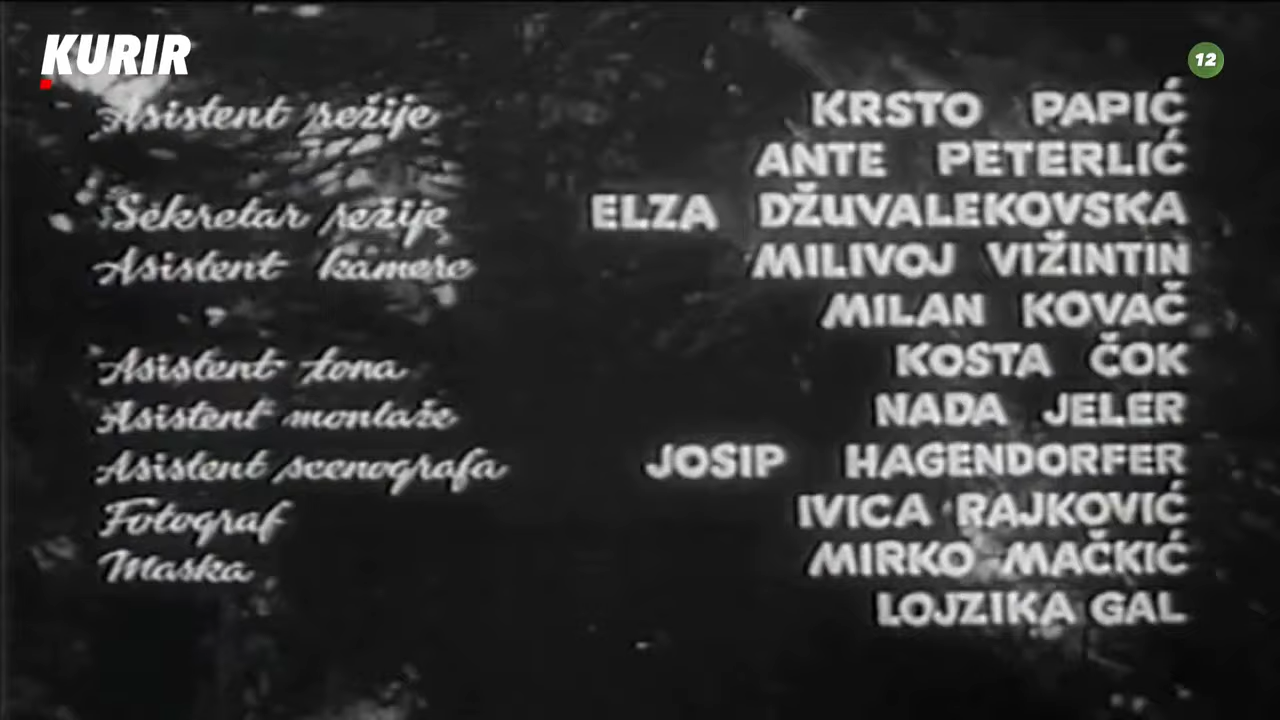 KURIR
12
Asistent režije KRSTO PAPIĆ
ANTE PETERLIĆ
Sekretar režije ELZA DŽUVALEKOVSKA
Asistent kamere MILIVOJ VIŽINTIN
MILAN KOVAČ
Asistent tona KOSTA ČOK
Asistent montaže NADA JELER
Asistent scenografa JOSIP HAGENDORFER
Fotograf IVICA RAJKOVIĆ
Maska MIRKO MAČKIĆ
LOJZIKA GAL